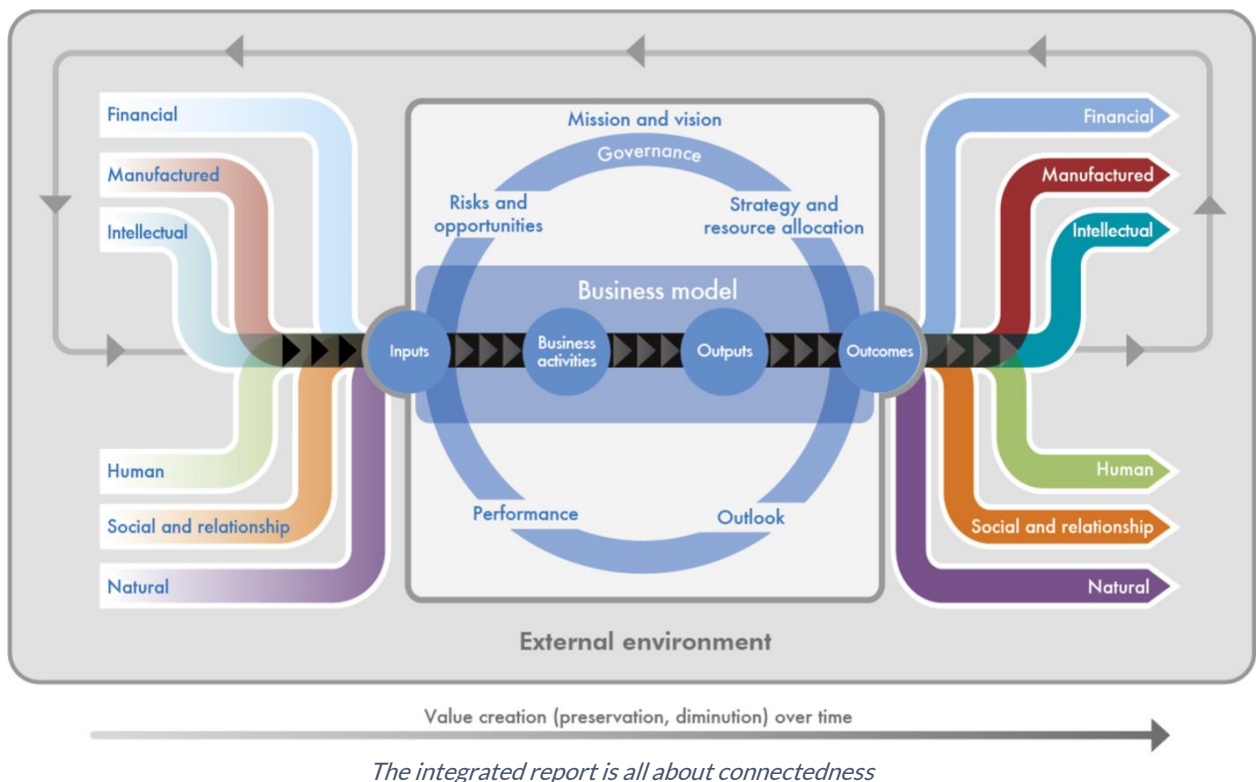 Financial
Manufactured
Intellectual
Human
Social and relationship
Natural
Mission and vision
Governance
Risks and
opportunities
Strategy and
resource allocation
Business model
Inputs
Business
activities
Outputs
Outcomes
Performance
Outlook
Financial
Manufactured
Intellectual
Human
Social and relationship
Natural
External environment
Value creation (preservation, diminution) over time
The integrated report is all about connectedness